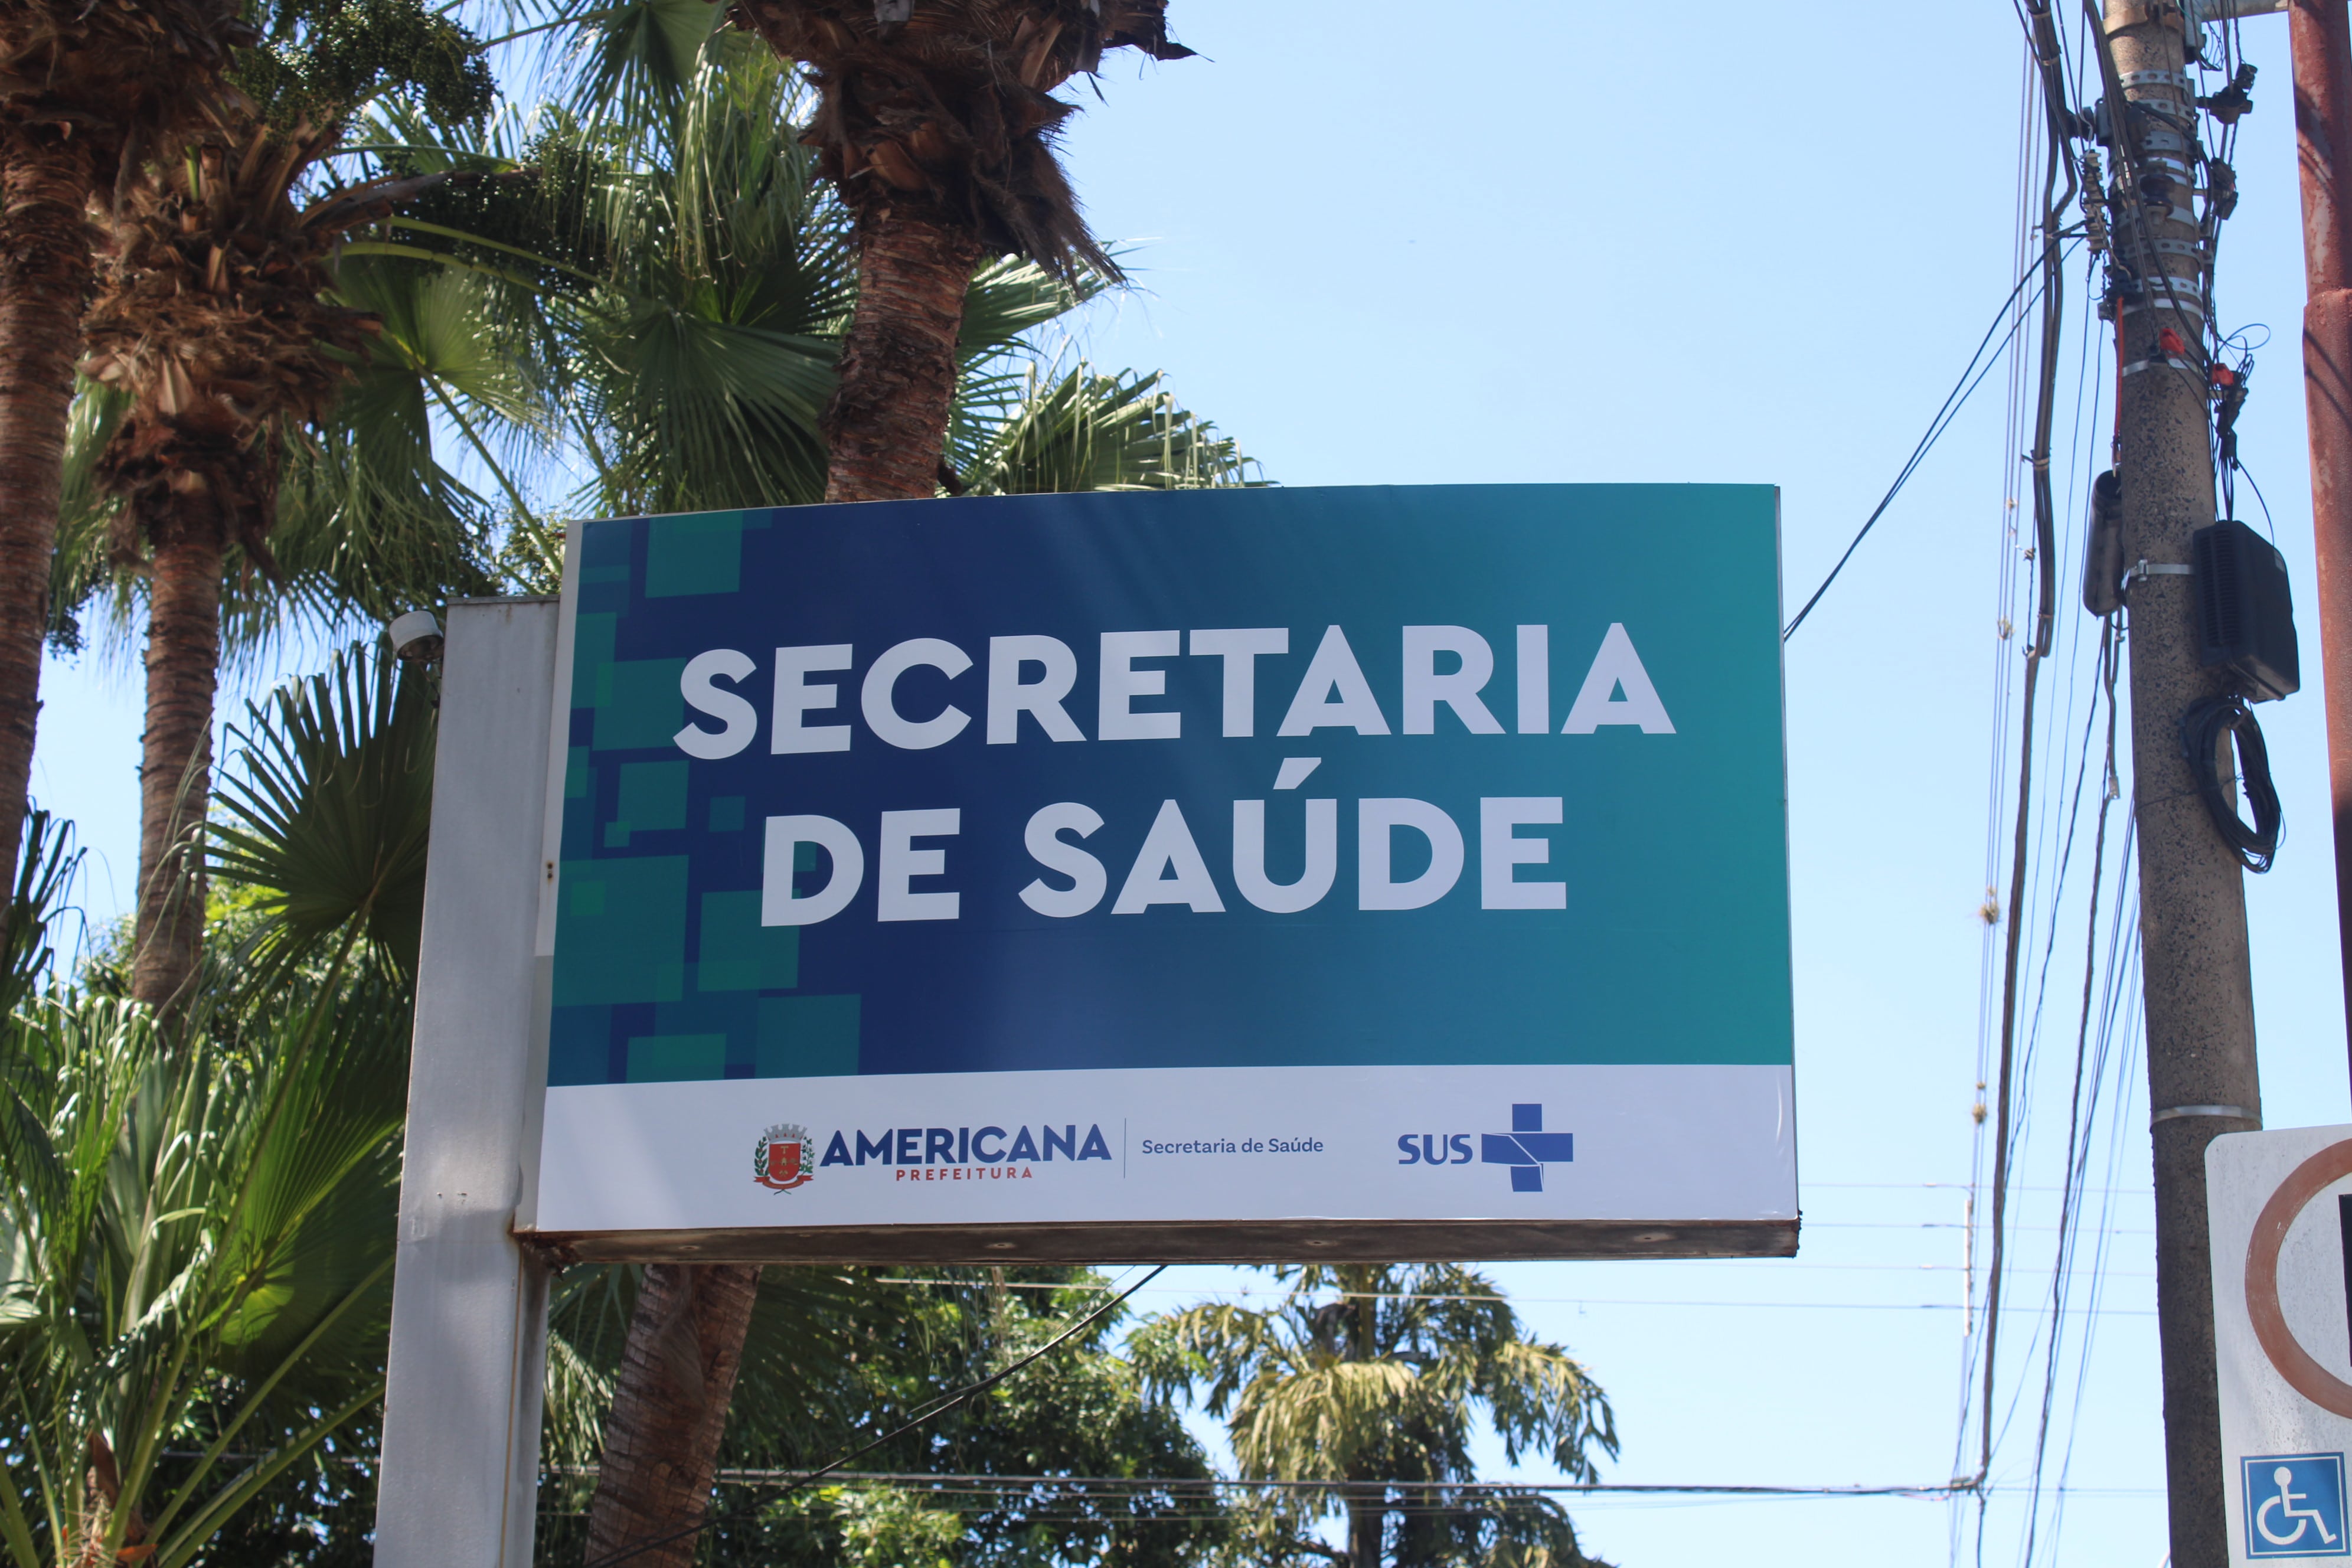 SECRETARIA
DE SAÚDE
AMERICANA
PREFEITURA
Secretaria de Saúde
SUS